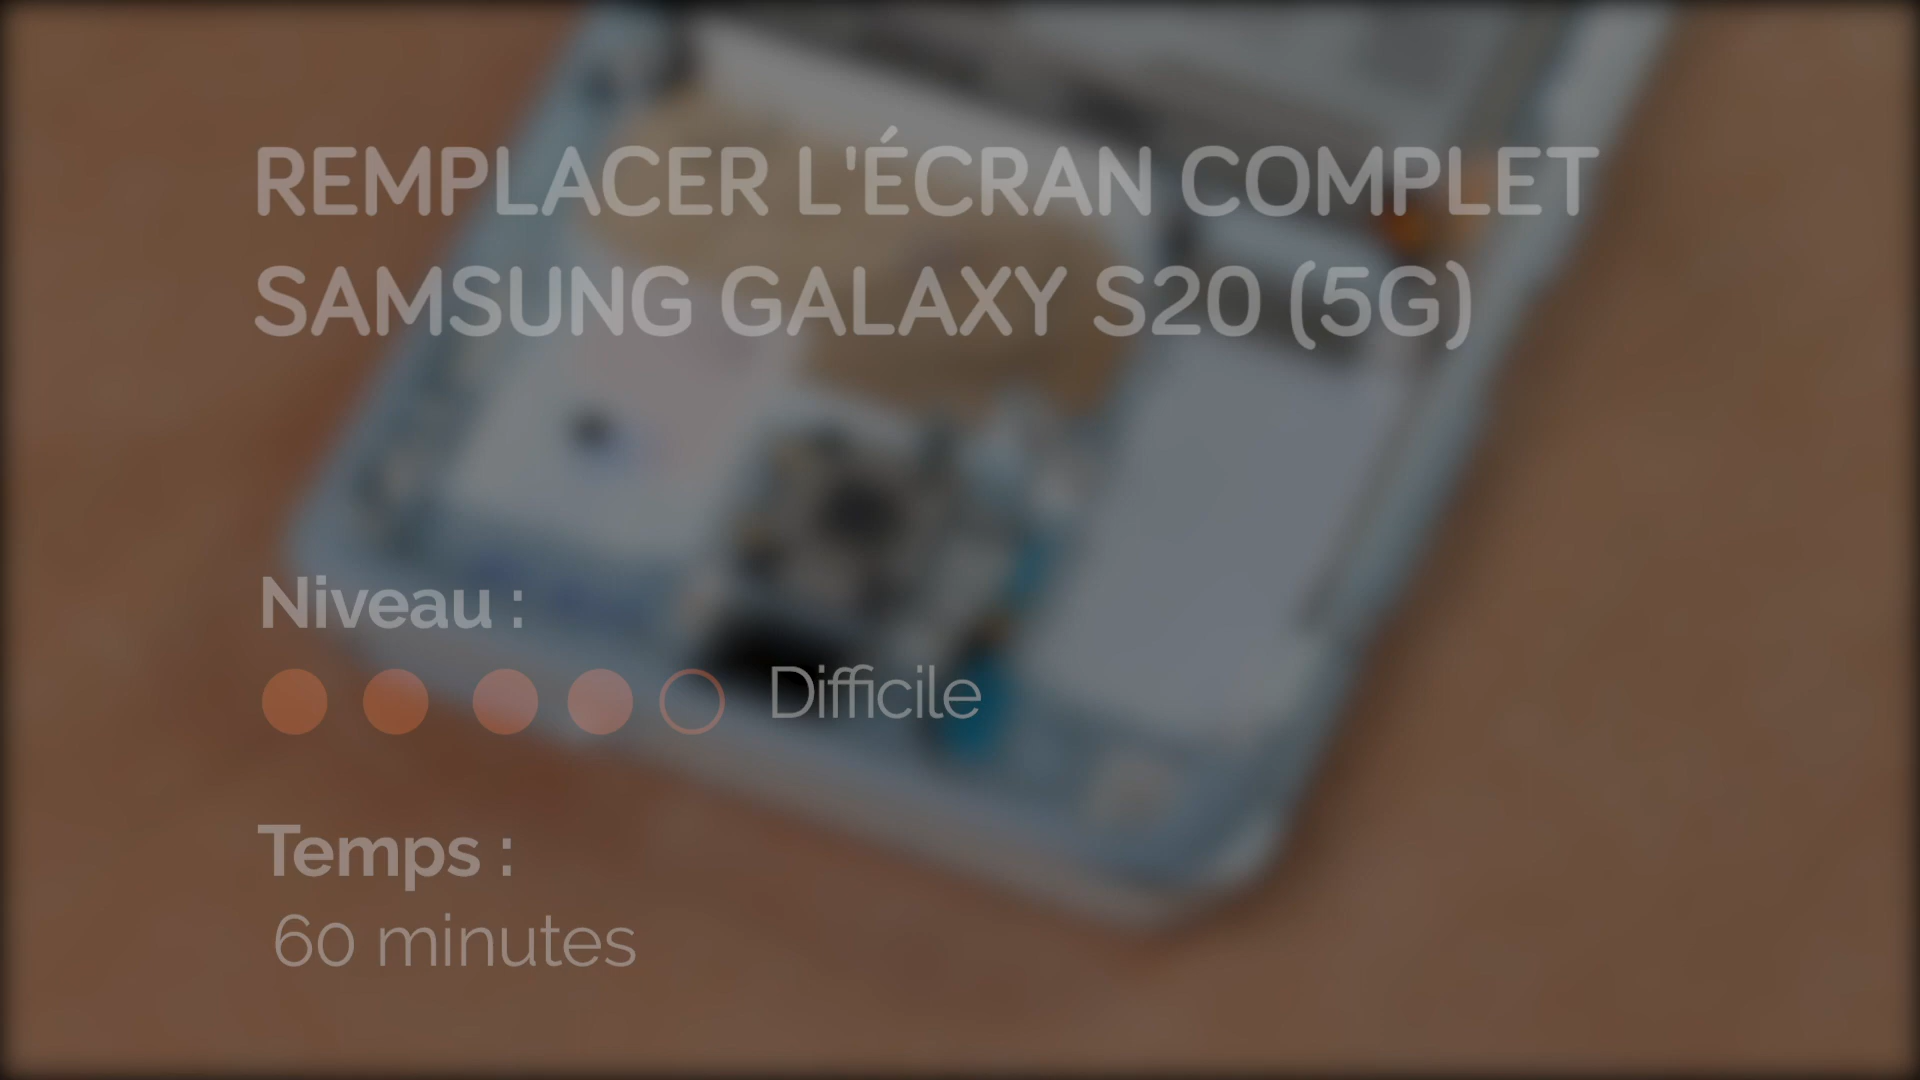 REMPLACER L'ÉCRAN COMPLET
SAMSUNG GALAXY S20 (5G)
Niveau :
Difficile
Temps :
60 minutes